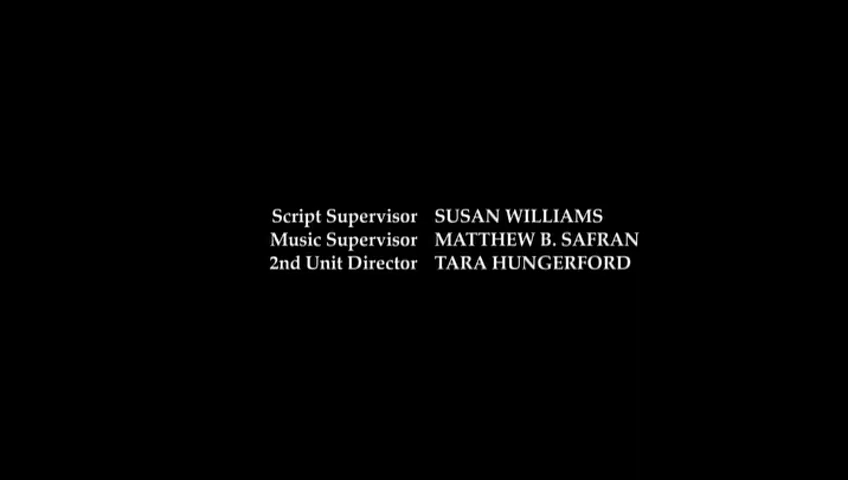 Script Supervisor SUSAN WILLIAMS
Music Supervisor MATTHEW B. SAFRAN
2nd Unit Director TARA HUNGERFORD